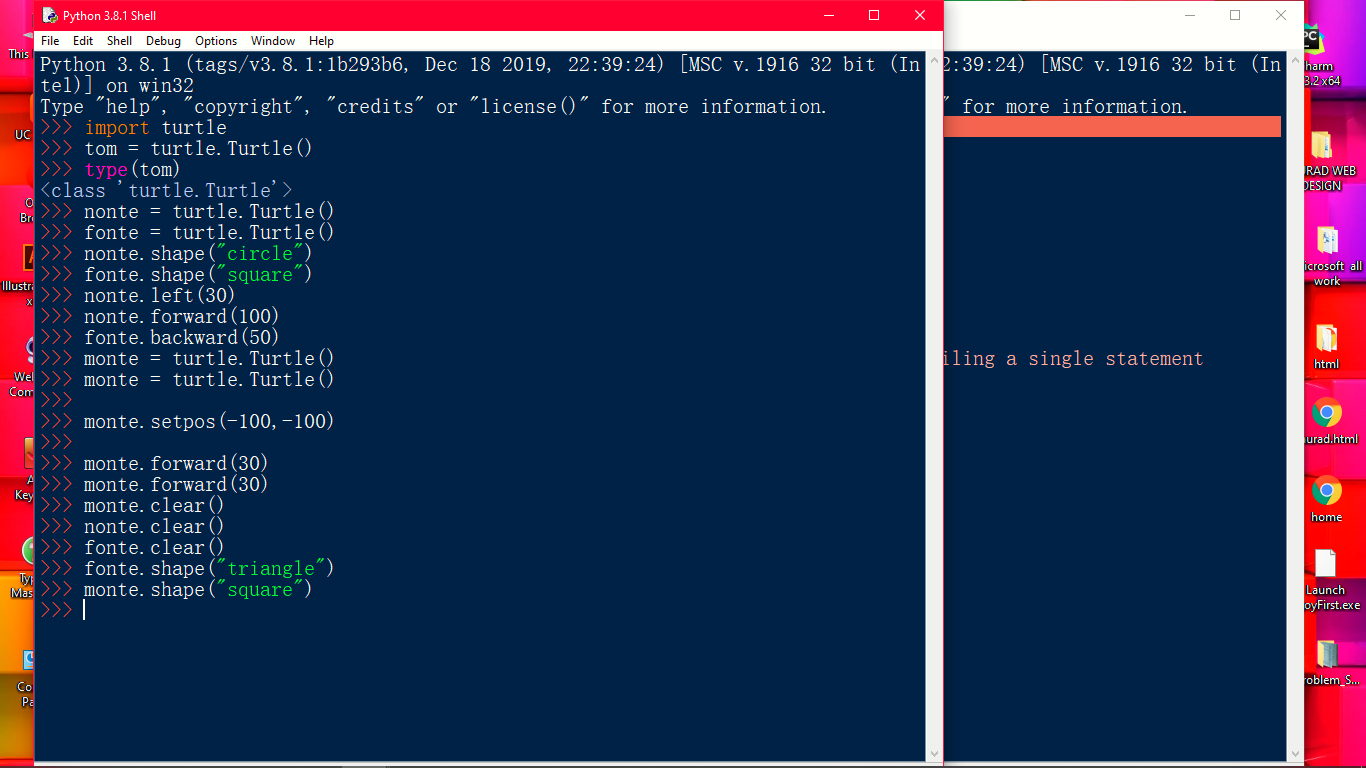 Python 3.8.1 Shell
File Edit Shell Debug Options Window Help
Python 3.8.1 (tags/v3.8.1:1b293b6, Dec 18 2019, 22:39:24) [MSC v.1916 32 bit (In
tel)] on win32
Type "help", "copyright", "credits" or "license()" for more information.
>>> import turtle
>>> tom = turtle.Turtle()
>>> type(tom)
<class 'turtle.Turtle'>
>>> nonte = turtle.Turtle()
>>> fonte = turtle.Turtle()
>>> nonte.shape("circle")
>>> fonte.shape("square")
>>> nonte.left(30)
>>> nonte.forward(100)
>>> fonte.backward(50)
>>> monte = turtle.Turtle()
>>> monte = turtle.Turtle()
>>>
>>> monte.setpos(-100,-100)
>>>
>>> monte.forward(30)
>>> monte.forward(30)
>>> monte.clear()
>>> nonte.clear()
>>> fonte.clear()
>>> fonte.shape("triangle")
>>> monte.shape("square")
>>>
2:39:24) [MSC v.1916 32 bit (In
" for more information.
iling a single statement
This
UC
O
Bre
Illustra
x
Web
Com
A
Key
Typ
Mas
Co
Pa
PC
harm
3.2 x64
RAD WEB
DESIGN
icrosoft all
work
html
urad.html
home
Launch
oyFirst.exe
roblem_S...